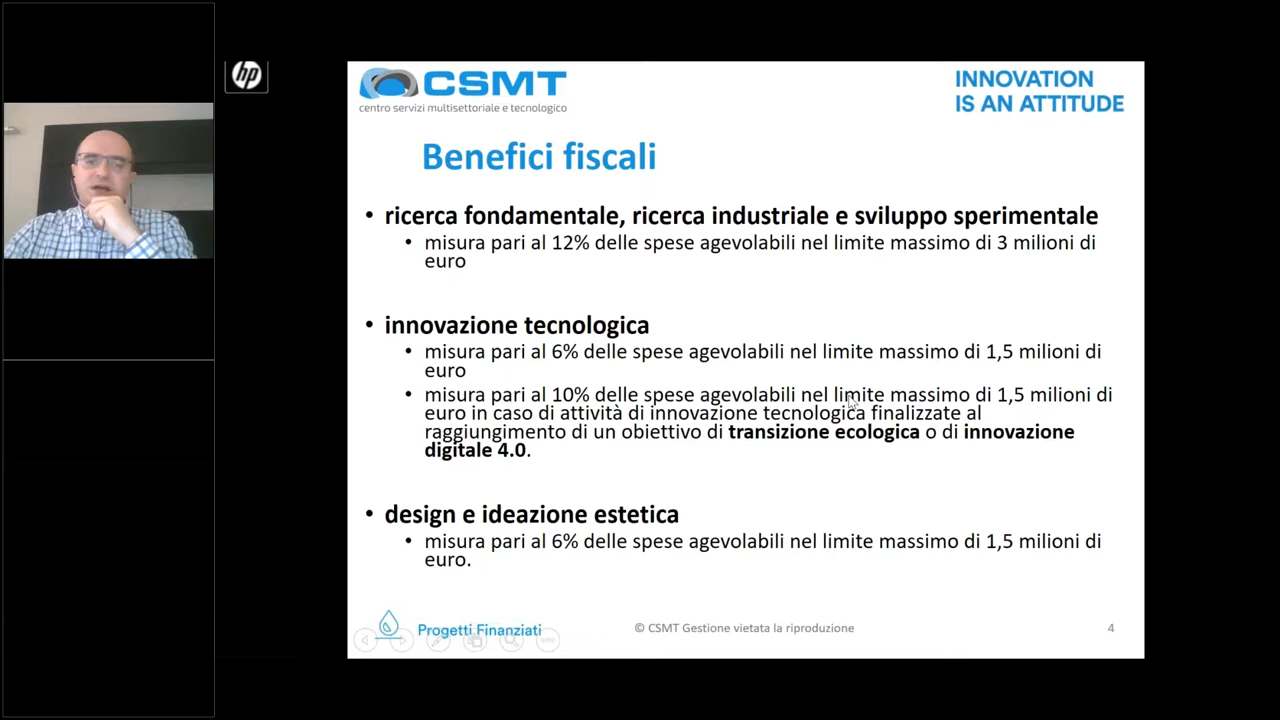 hp
CSMT
centro servizi multisettoriale e tecnologico
INNOVATION
IS AN ATTITUDE
Benefici fiscali
• ricerca fondamentale, ricerca industriale e sviluppo sperimentale
• misura pari al 12% delle spese agevolabili nel limite massimo di 3 milioni di
euro
• innovazione tecnologica
• misura pari al 6% delle spese agevolabili nel limite massimo di 1,5 milioni di
euro
• misura pari al 10% delle spese agevolabili nel limite massimo di 1,5 milioni di
euro in caso di attività di innovazione tecnologica finalizzate al
raggiungimento di un obiettivo di transizione ecologica o di innovazione
digitale 4.0.
• design e ideazione estetica
• misura pari al 6% delle spese agevolabili nel limite massimo di 1,5 milioni di
euro.
Progetti Finanziati
© CSMT Gestione vietata la riproduzione
4